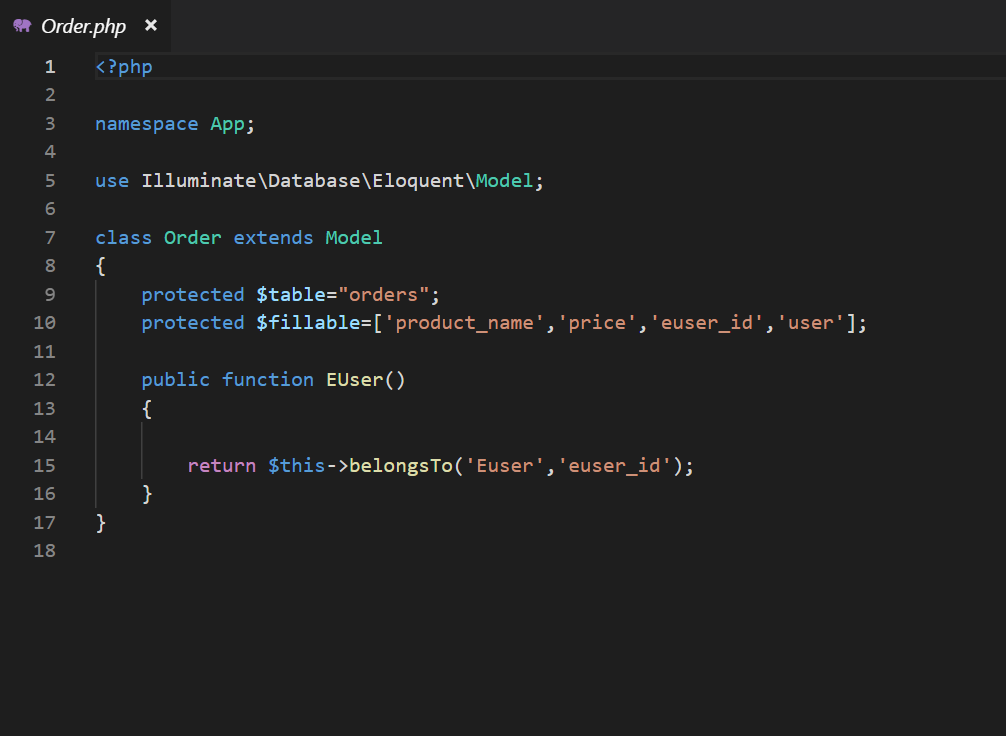 Order.php ×
1 <?php
2
3 namespace App;
4
5 use Illuminate\Database\Eloquent\Model;
6
7 class Order extends Model
8 {
9     protected $table="orders";
10     protected $fillable=['product_name','price','euser_id','user'];
11
12     public function EUser()
13     {
14
15         return $this->belongsTo('Euser','euser_id');
16     }
17 }
18